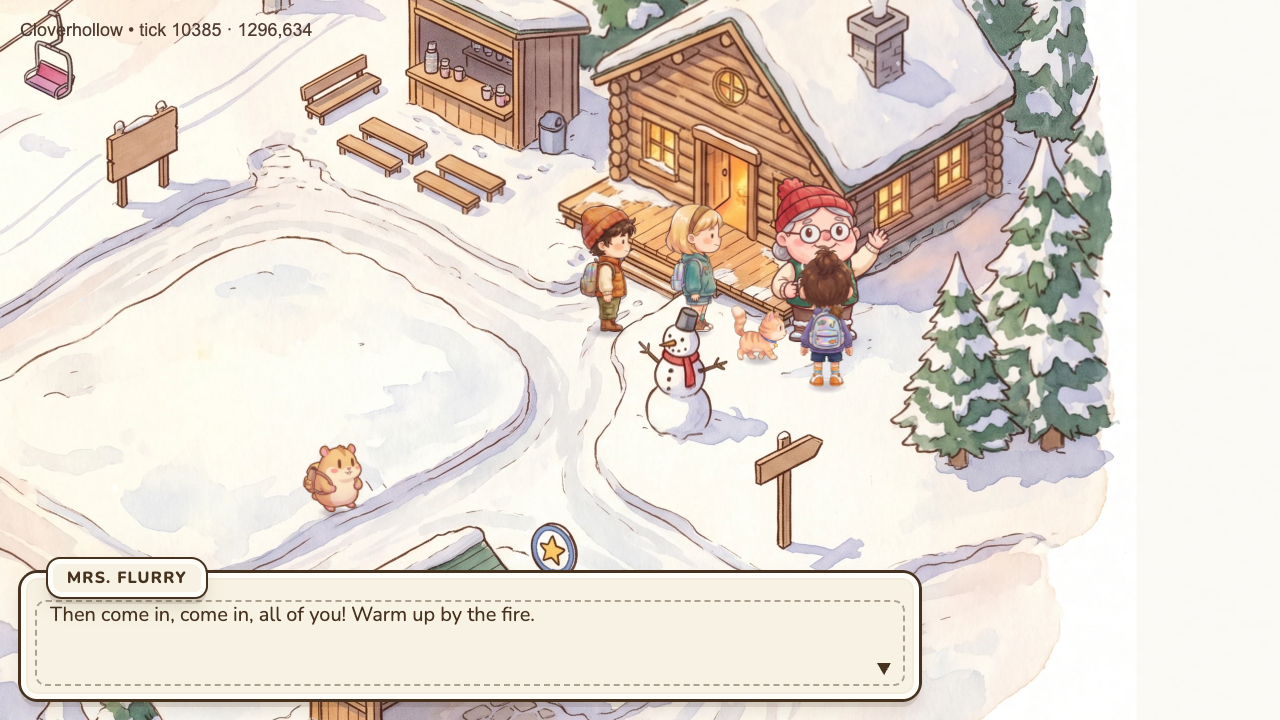 Cloverhollow • tick 10385 · 1296,634
MRS. FLURRY
Then come in, come in, all of you! Warm up by the fire.